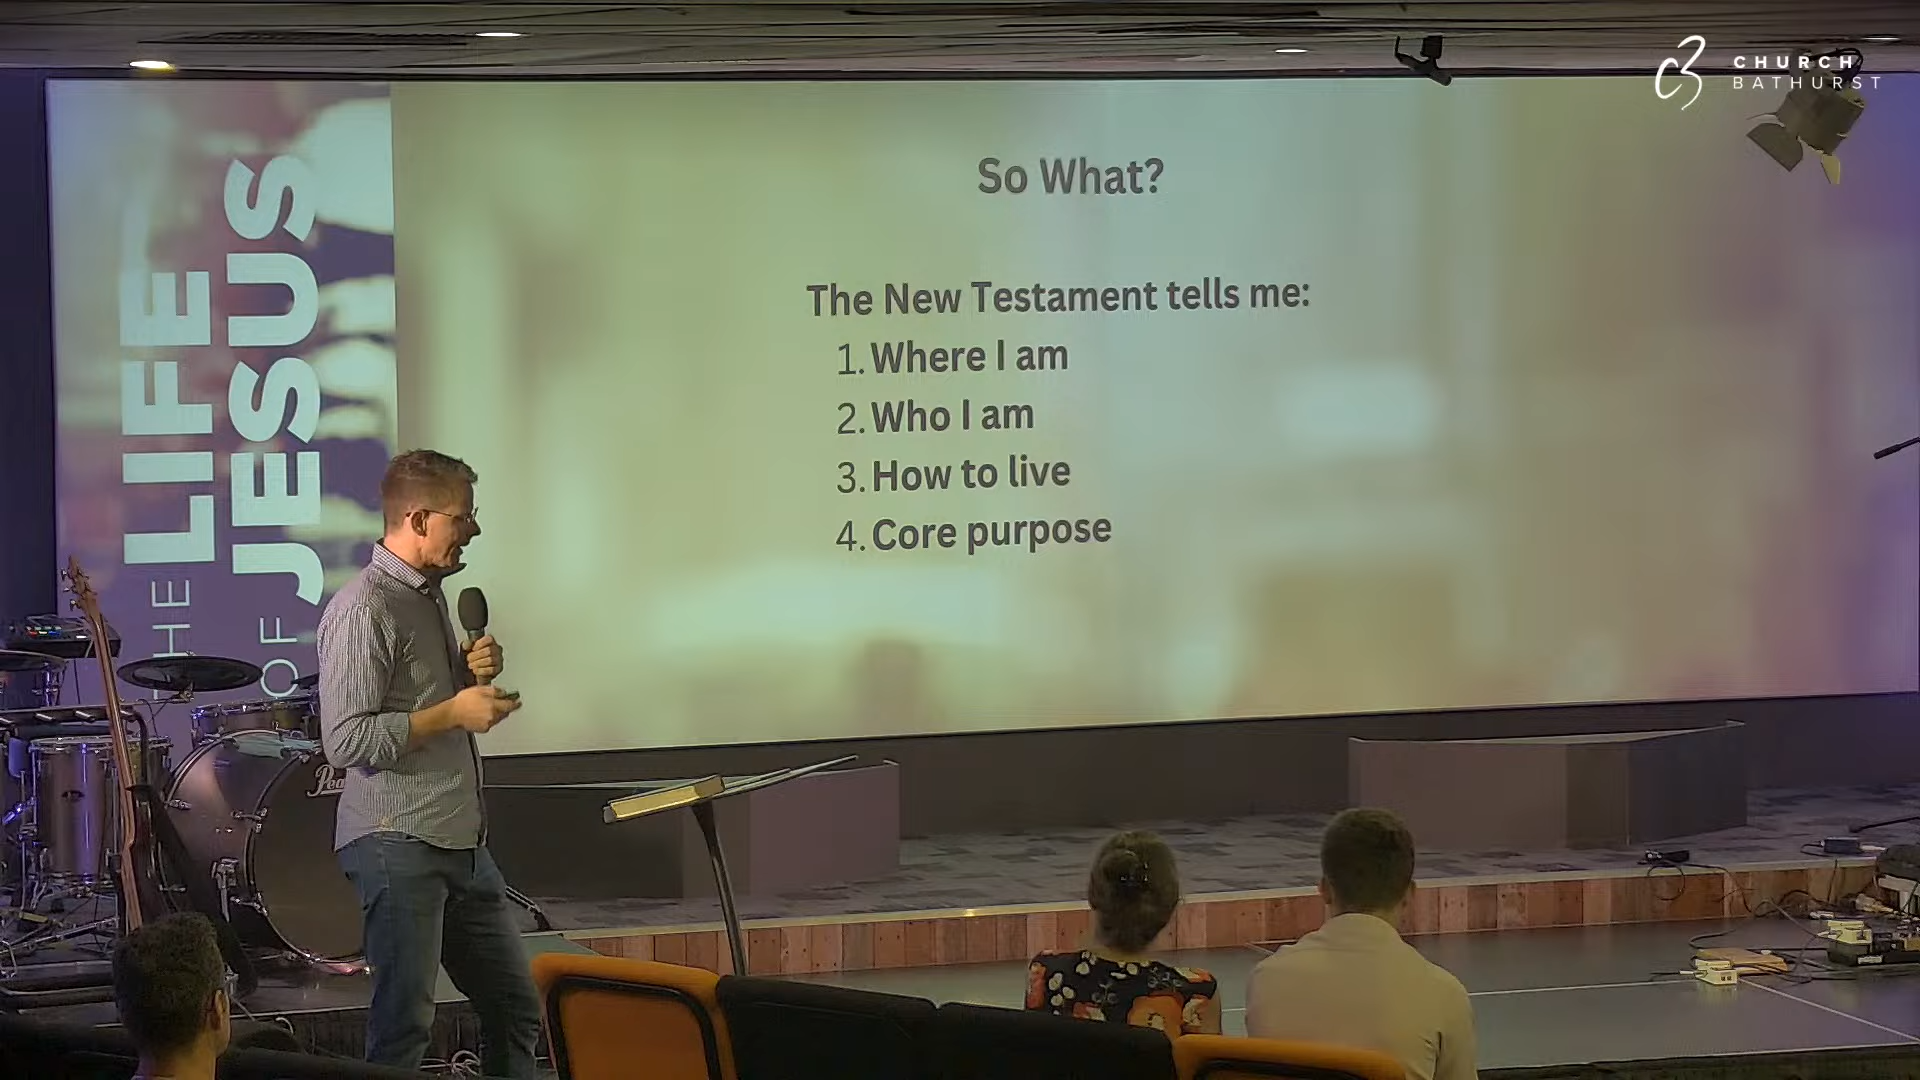 CHURCH
BATHURST
THE LIFE
OF JESUS
So What?
The New Testament tells me:
1. Where I am
2. Who I am
3. How to live
4. Core purpose